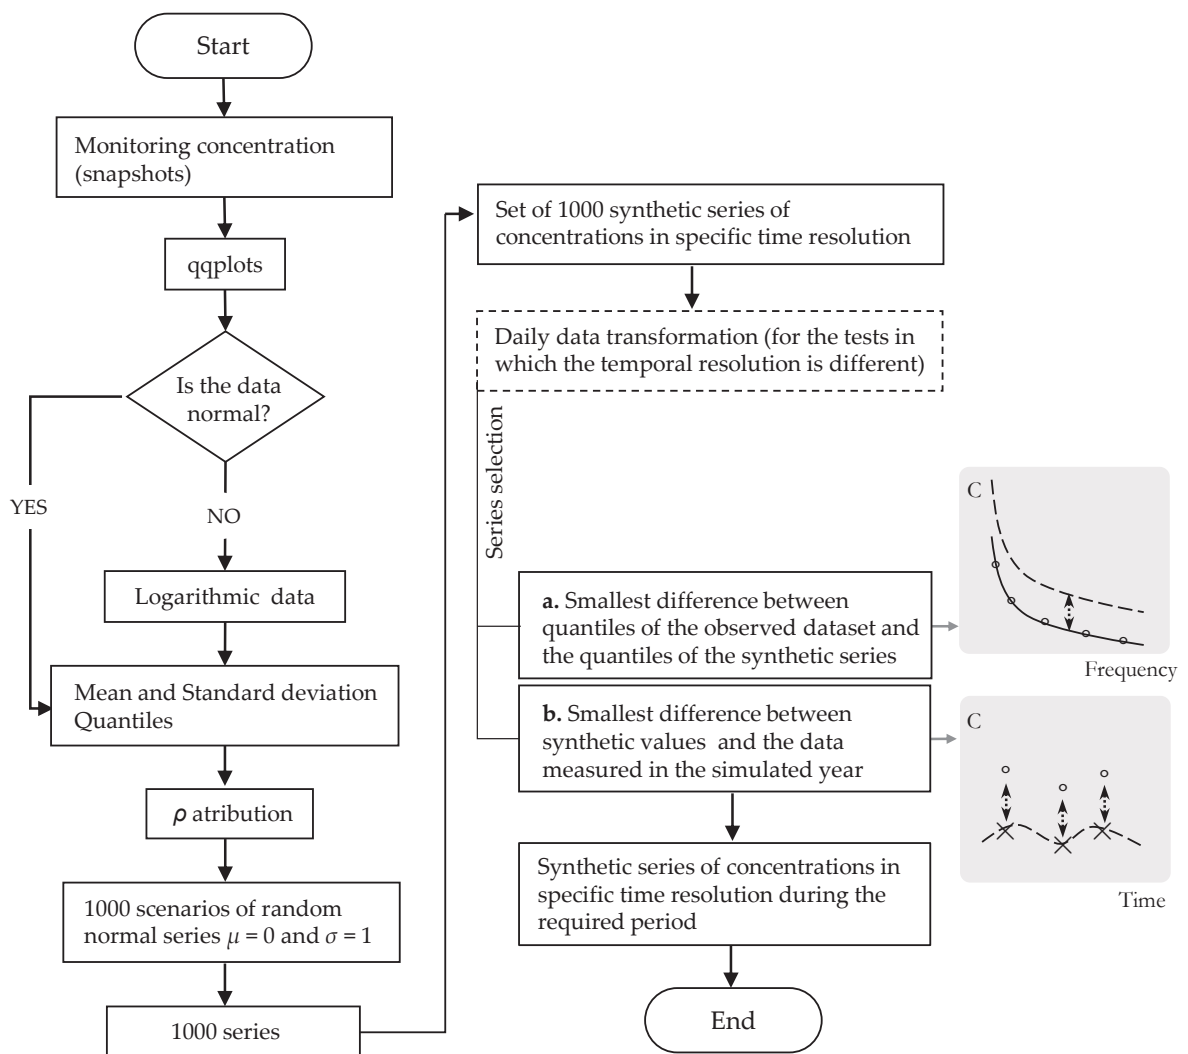 Start
Monitoring concentration
(snapshots)
qqplots
Is the data
normal?
YES
NO
Logarithmic data
Mean and Standard deviation
Quantiles
ρ atribution
1000 scenarios of random
normal series μ = 0 and σ = 1
1000 series
Set of 1000 synthetic series of
concentrations in specific time resolution
Daily data transformation (for the tests in
which the temporal resolution is different)
Series selection
a. Smallest difference between
quantiles of the observed dataset and
the quantiles of the synthetic series
C
Frequency
b. Smallest difference between
synthetic values and the data
measured in the simulated year
C
Time
Synthetic series of concentrations in
specific time resolution during the
required period
End